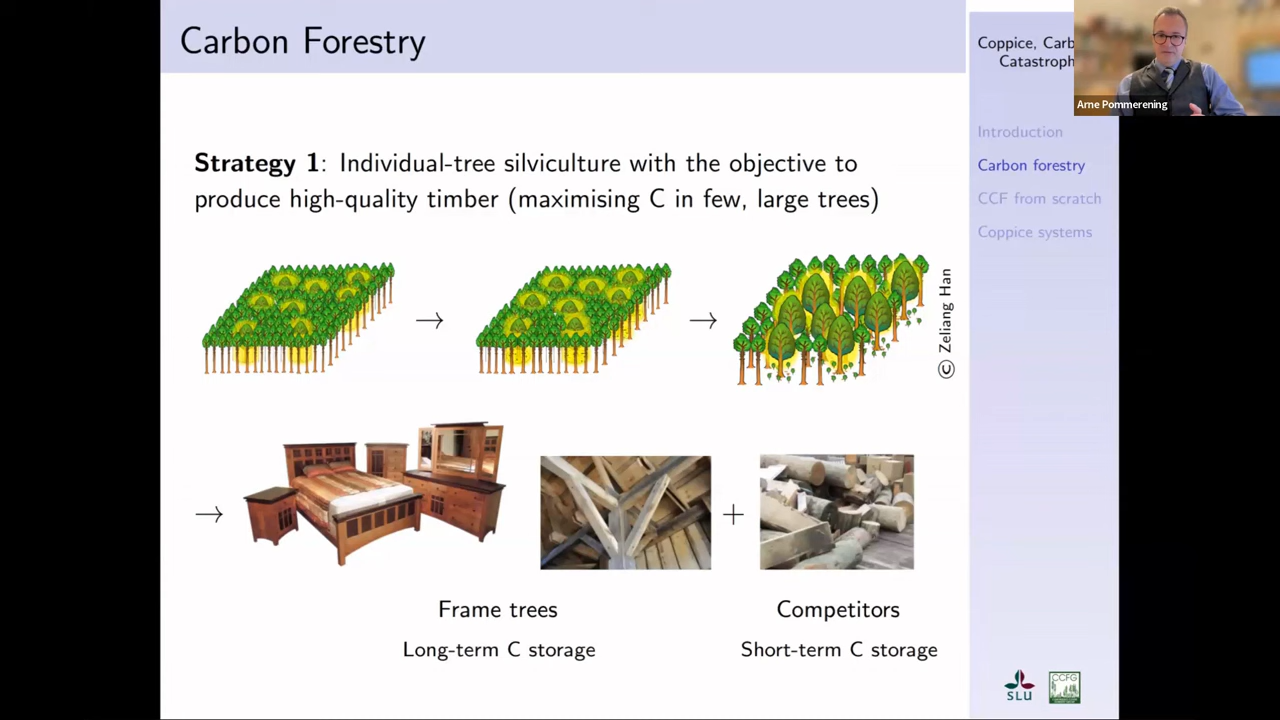 Carbon Forestry
Strategy 1: Individual-tree silviculture with the objective to
produce high-quality timber (maximising C in few, large trees)
→
→
© Zeliang Han
→
+
Frame trees
Competitors
Long-term C storage
Short-term C storage
Coppice, Carb
Catastroph
Introduction
Carbon forestry
CCF from scratch
Coppice systems
SLU
CCFG
Arne Pommerening